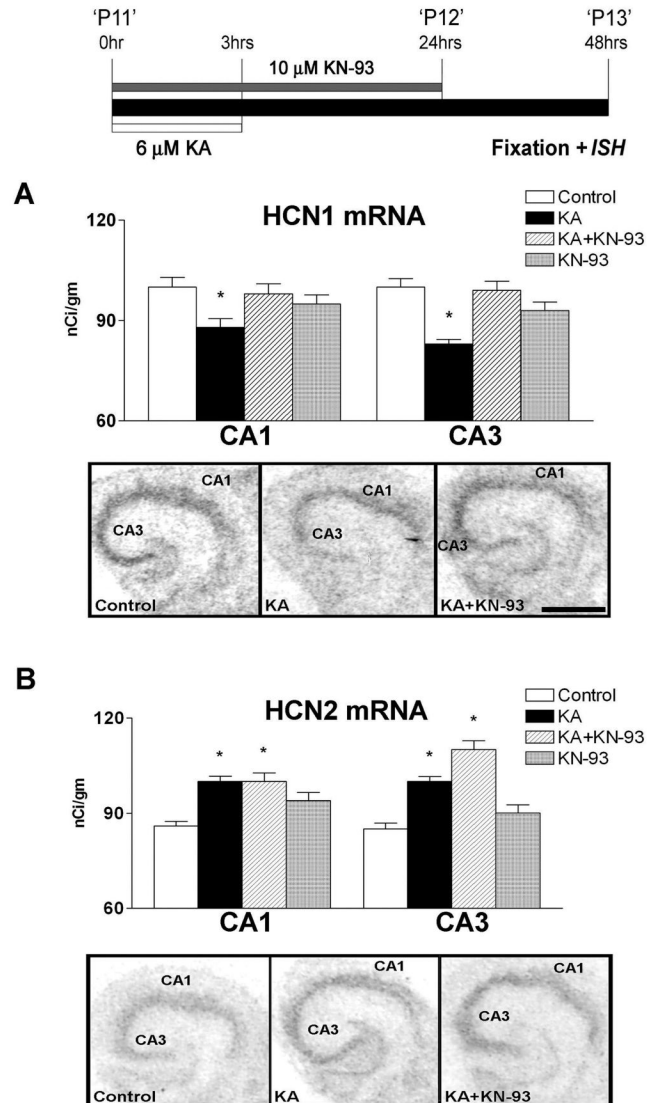 'P11' 'P12' 'P13'
0hr 3hrs 24hrs 48hrs
10 µM KN-93
6 µM KA
Fixation + ISH
A
HCN1 mRNA
Control
KA
KA+KN-93
KN-93
120
90
60
nCi/gm
* *
CA1 CA3
CA1 CA1 CA1
CA3 CA3 CA3
Control KA KA+KN-93
B
HCN2 mRNA
Control
KA
KA+KN-93
KN-93
120
90
60
nCi/gm
* * * *
CA1 CA3
CA1 CA1 CA1
CA3 CA3 CA3
Control KA KA+KN-93